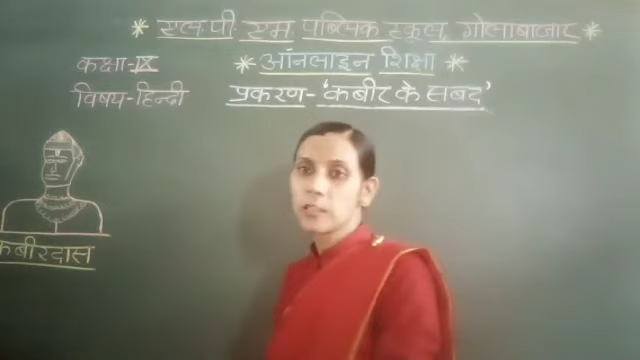 * एल.पी.एम. पब्लिक स्कूल, गोलाबाजार *
कक्षा-IX
* ऑनलाइन शिक्षा *
विषय-हिन्दी
प्रकरण-'कबीर के सबद'
कबीरदास